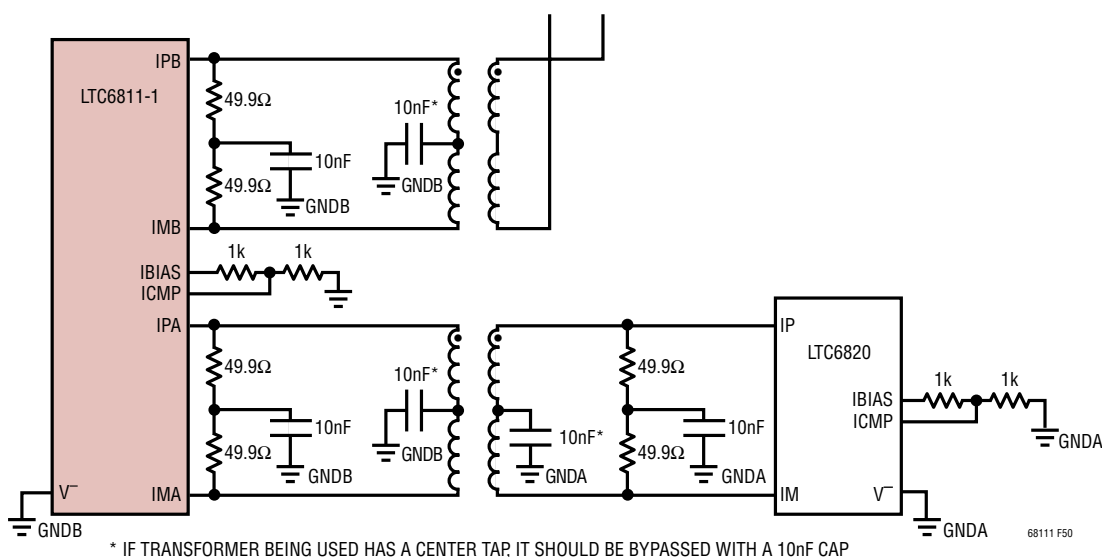 IPB
LTC6811-1
49.9Ω
10nF*
10nF
GNDB
49.9Ω
GNDB
IMB
1k 1k
IBIAS
ICMP
IPA
IP
LTC6820
49.9Ω
10nF*
49.9Ω
1k 1k
IBIAS
10nF
10nF*
10nF
ICMP
GNDA
49.9Ω
GNDB
49.9Ω
GNDB
GNDA
GNDA
V–
IMA
IM
V–
GNDB
GNDA
68111 F50
* IF TRANSFORMER BEING USED HAS A CENTER TAP, IT SHOULD BE BYPASSED WITH A 10nF CAP